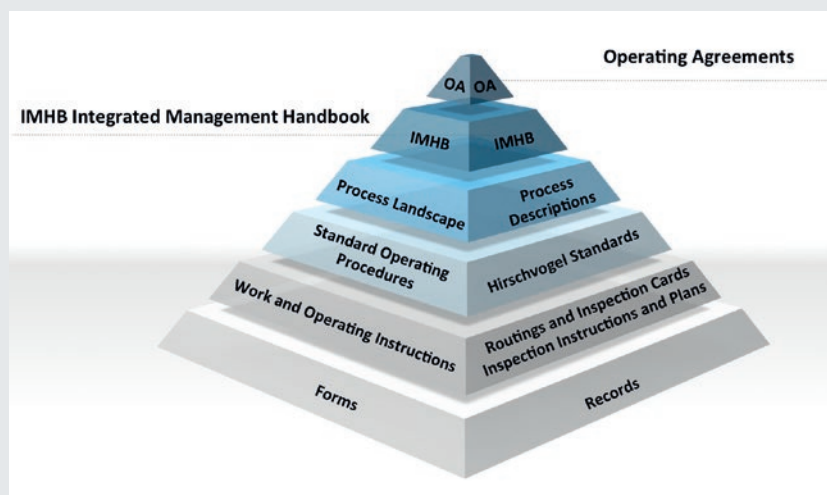 Operating Agreements
OA OA
IMHB Integrated Management Handbook
IMHB IMHB
Process Landscape
Process
Descriptions
Standard Operating
Procedures
Hirschvogel Standards
Work and Operating Instructions
Routings and Inspection Cards
Inspection Instructions and Plans
Forms
Records